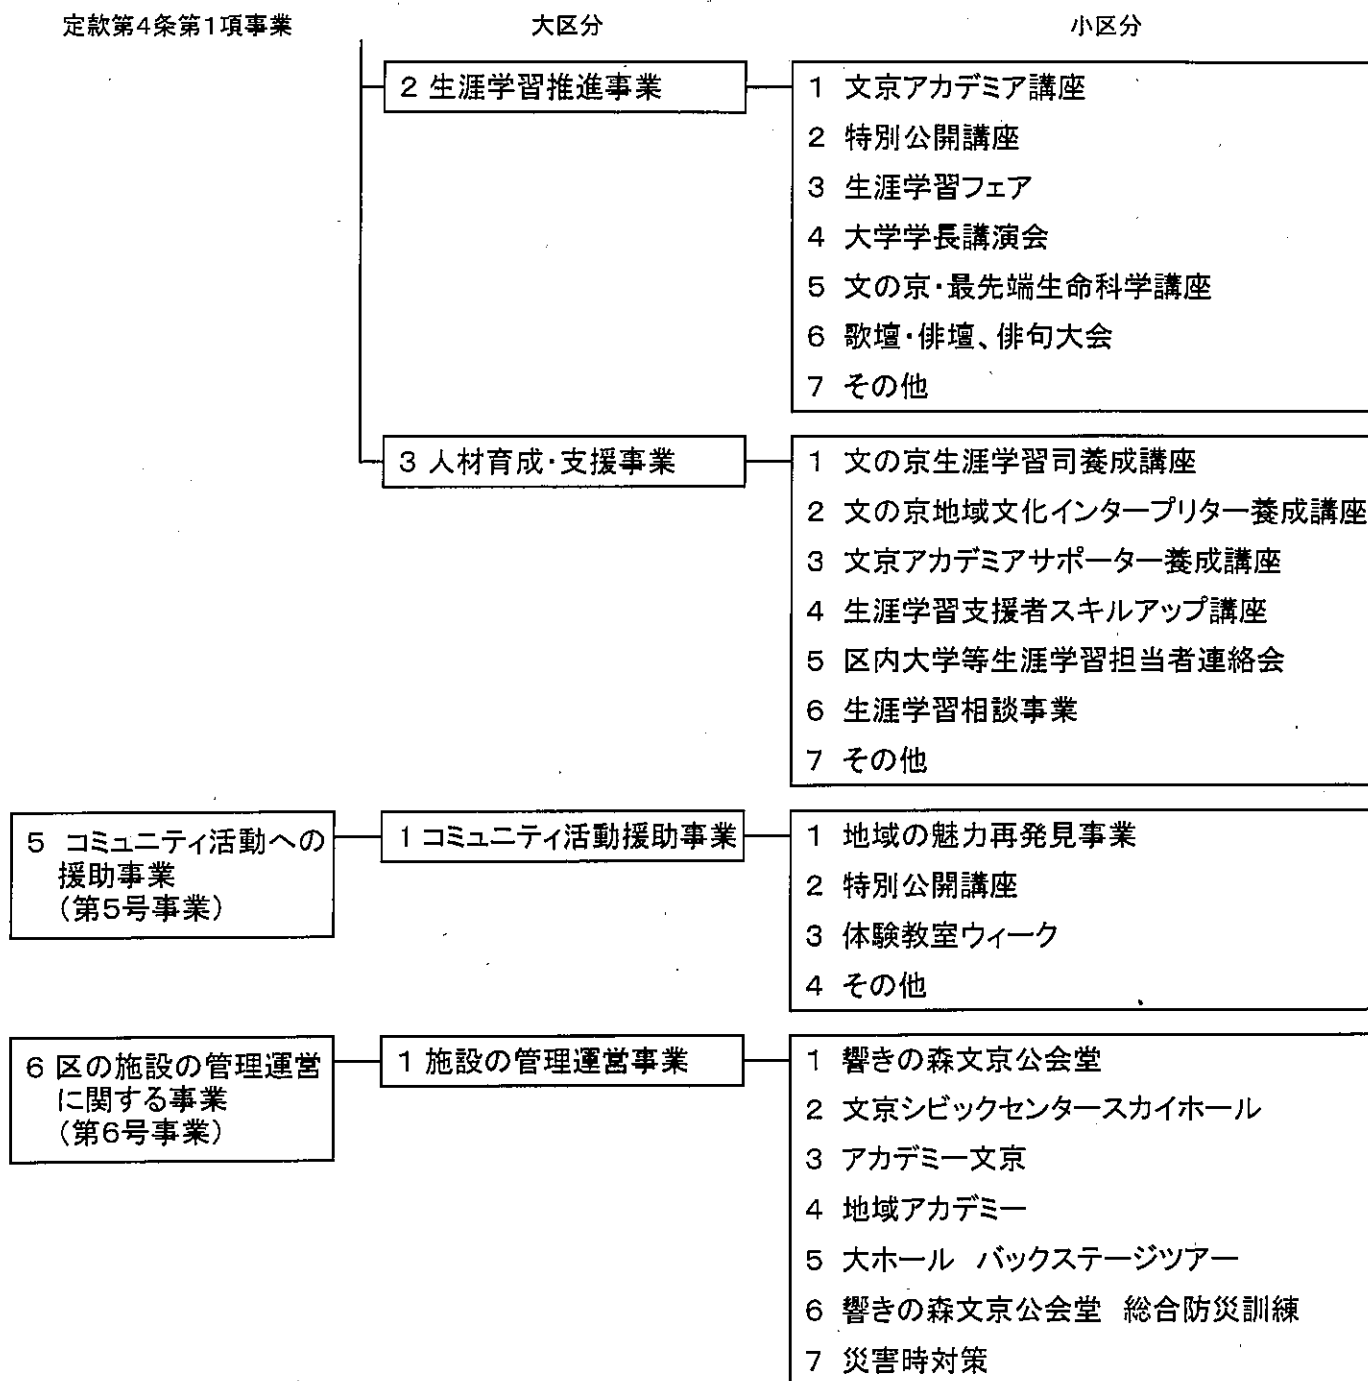 定款第4条第1項事業
大区分
小区分
2 生涯学習推進事業
1 文京アカデミア講座
2 特別公開講座
3 生涯学習フェア
4 大学学長講演会
5 文の京・最先端生命科学講座
6 歌壇・俳壇、俳句大会
7 その他
3 人材育成・支援事業
1 文の京生涯学習司養成講座
2 文の京地域文化インタープリター養成講座
3 文京アカデミアサポーター養成講座
4 生涯学習支援者スキルアップ講座
5 区内大学等生涯学習担当者連絡会
6 生涯学習相談事業
7 その他
5 コミュニティ活動への
援助事業
(第5号事業)
1 コミュニティ活動援助事業
1 地域の魅力再発見事業
2 特別公開講座
3 体験教室ウィーク
4 その他
6 区の施設の管理運営
に関する事業
(第6号事業)
1 施設の管理運営事業
1 響きの森文京公会堂
2 文京シビックセンタースカイホール
3 アカデミー文京
4 地域アカデミー
5 大ホール バックステージツアー
6 響きの森文京公会堂 総合防災訓練
7 災害時対策